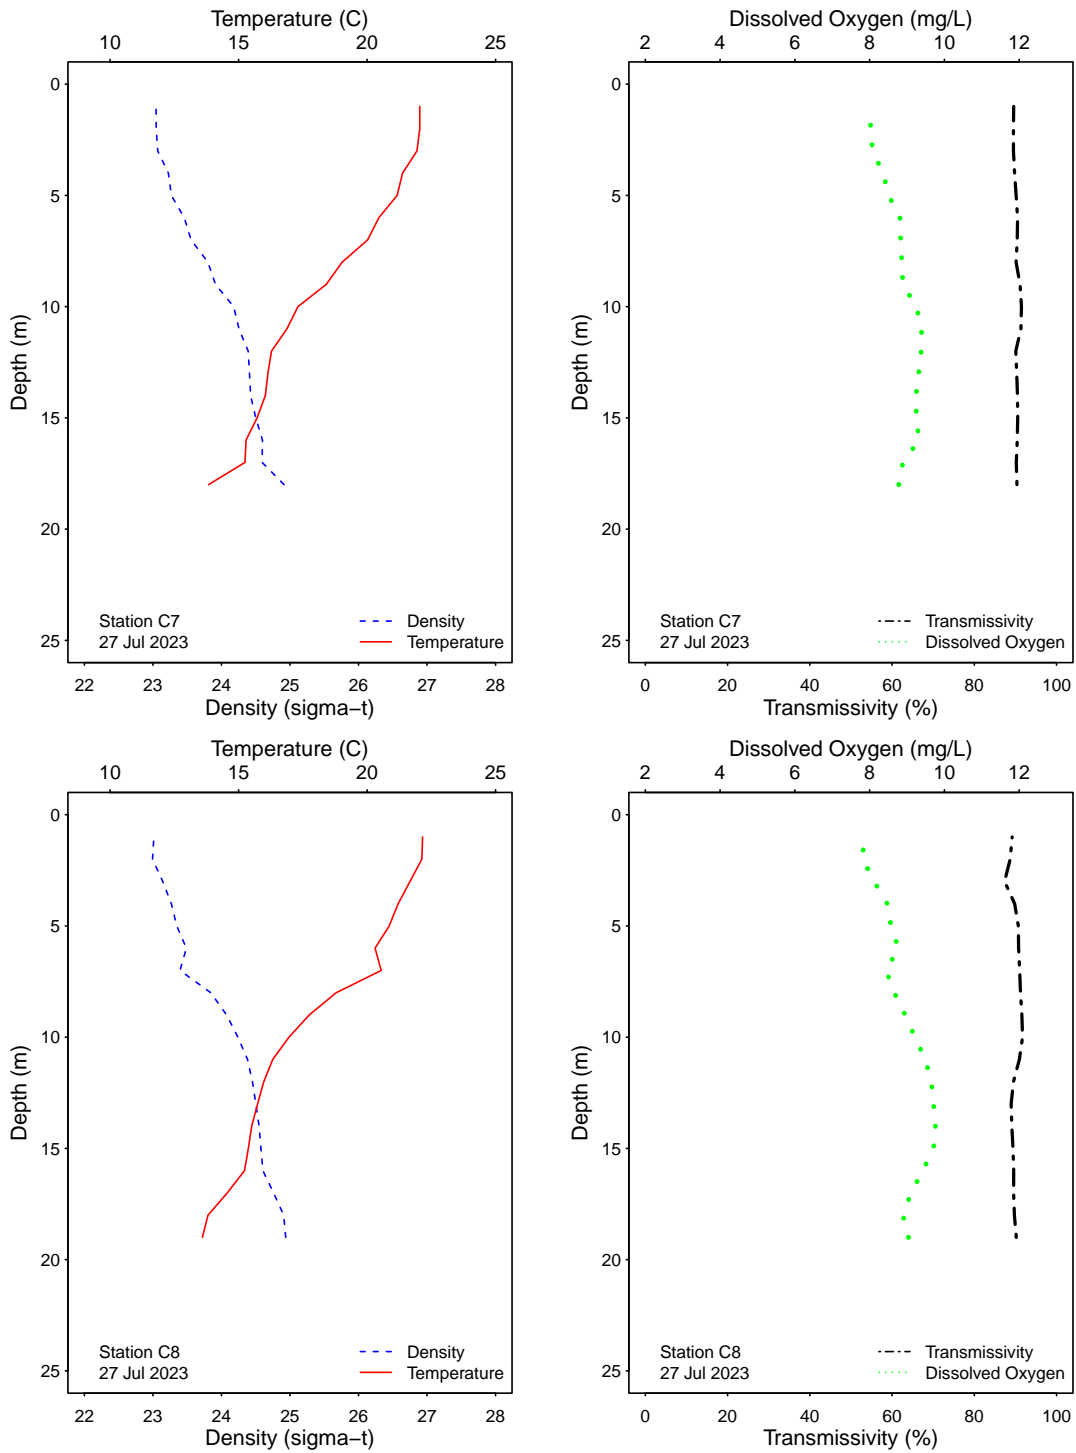 Temperature (C)
10 15 20 25
0
5
10
15
20
25
Depth (m)
Station C7
27 Jul 2023
Density
Temperature
22 23 24 25 26 27 28
Density (sigma−t)
Dissolved Oxygen (mg/L)
2 4 6 8 10 12
0
5
10
15
20
25
Depth (m)
Station C7
27 Jul 2023
Transmissivity
Dissolved Oxygen
0 20 40 60 80 100
Transmissivity (%)
Temperature (C)
10 15 20 25
0
5
10
15
20
25
Depth (m)
Station C8
27 Jul 2023
Density
Temperature
22 23 24 25 26 27 28
Density (sigma−t)
Dissolved Oxygen (mg/L)
2 4 6 8 10 12
0
5
10
15
20
25
Depth (m)
Station C8
27 Jul 2023
Transmissivity
Dissolved Oxygen
0 20 40 60 80 100
Transmissivity (%)